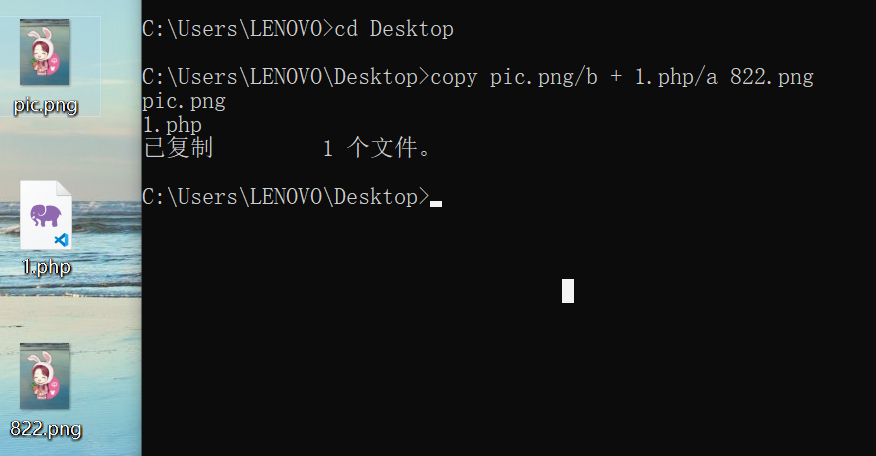 pic.png
1.php
822.png
C:\Users\LENOVO>cd Desktop
C:\Users\LENOVO\Desktop>copy pic.png/b + 1.php/a 822.png
pic.png
1.php
已复制         1 个文件。
C:\Users\LENOVO\Desktop>